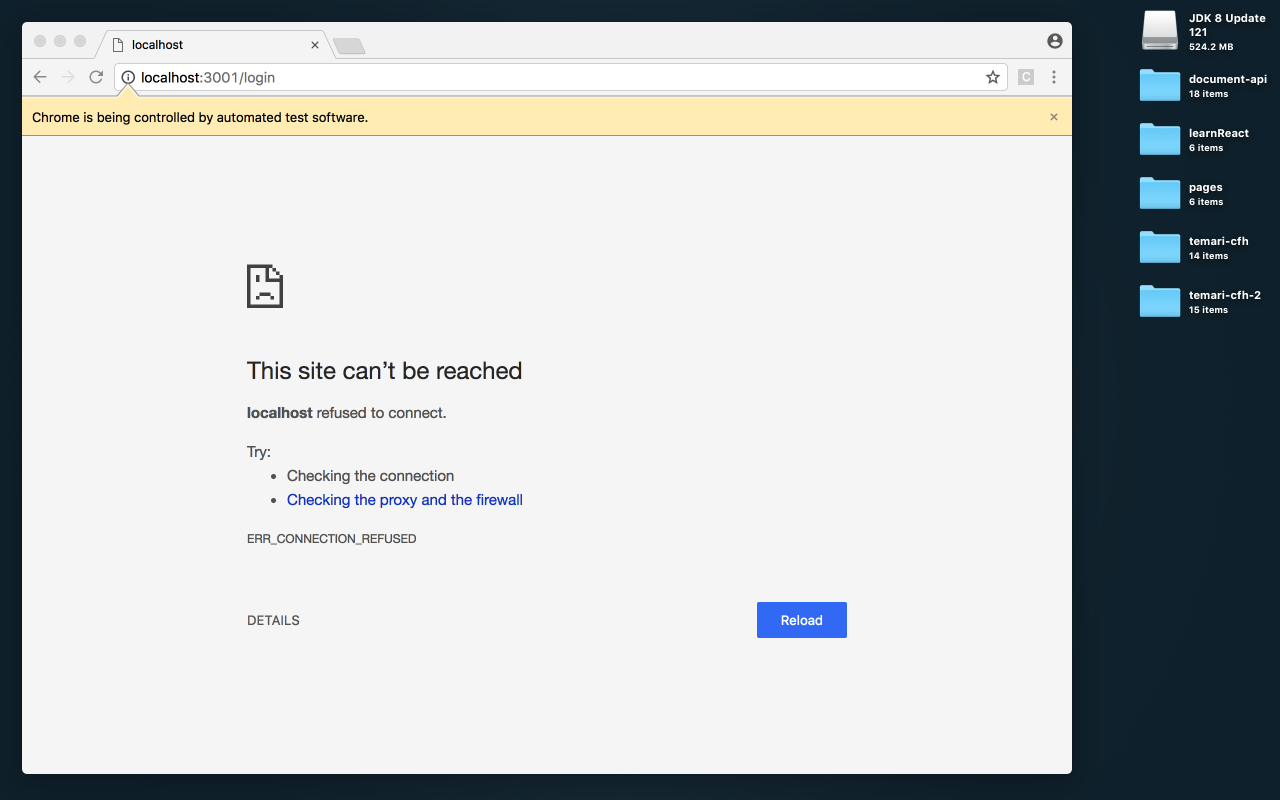 localhost
localhost:3001/login
C
Chrome is being controlled by automated test software.
This site can’t be reached
localhost refused to connect.
Try:
• Checking the connection
• Checking the proxy and the firewall
ERR_CONNECTION_REFUSED
DETAILS
Reload
JDK 8 Update
121
524.2 MB
document-api
18 items
learnReact
6 items
pages
6 items
temari-cfh
14 items
temari-cfh-2
15 items